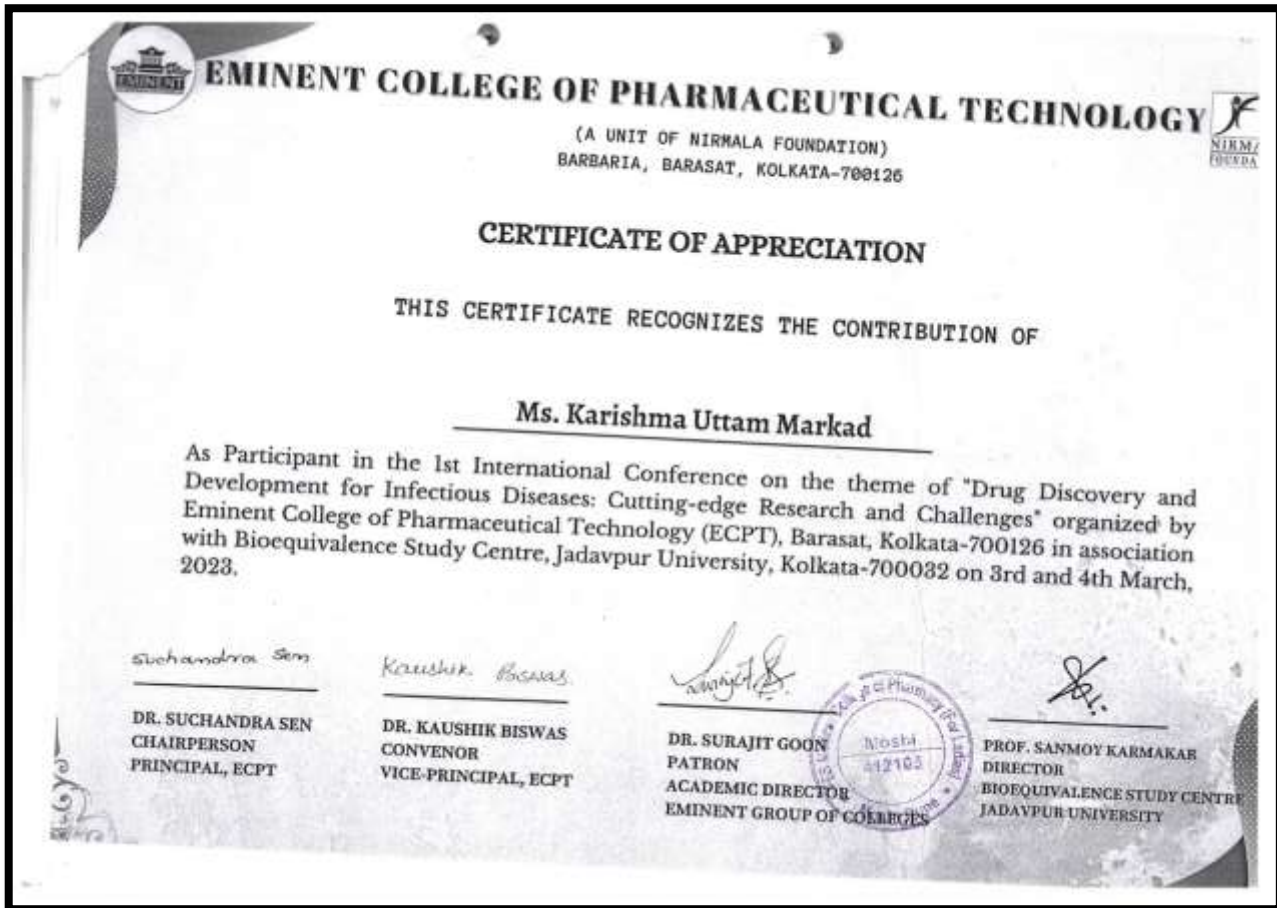 EMINENT
EMINENT COLLEGE OF PHARMACEUTICAL TECHNOLOGY
(A UNIT OF NIRMALA FOUNDATION)
BARBARIA, BARASAT, KOLKATA-700126
CERTIFICATE OF APPRECIATION
THIS CERTIFICATE RECOGNIZES THE CONTRIBUTION OF
Ms. Karishma Uttam Markad
As Participant in the 1st International Conference on the theme of "Drug Discovery and
Development for Infectious Diseases: Cutting-edge Research and Challenges" organized by
Eminent College of Pharmaceutical Technology (ECPT), Barasat, Kolkata-700126 in association
with Bioequivalence Study Centre, Jadavpur University, Kolkata-700032 on 3rd and 4th March,
2023.
Suchandra Sen
DR. SUCHANDRA SEN
CHAIRPERSON
PRINCIPAL, ECPT
Kaushik Biswas
DR. KAUSHIK BISWAS
CONVENOR
VICE-PRINCIPAL, ECPT
DR. SURAJIT GOON
PATRON
ACADEMIC DIRECTOR
EMINENT GROUP OF COLLEGES
Moshi
412105
PROF. SANMOY KARMAKAR
DIRECTOR
BIOEQUIVALENCE STUDY CENTRE
JADAVPUR UNIVERSITY